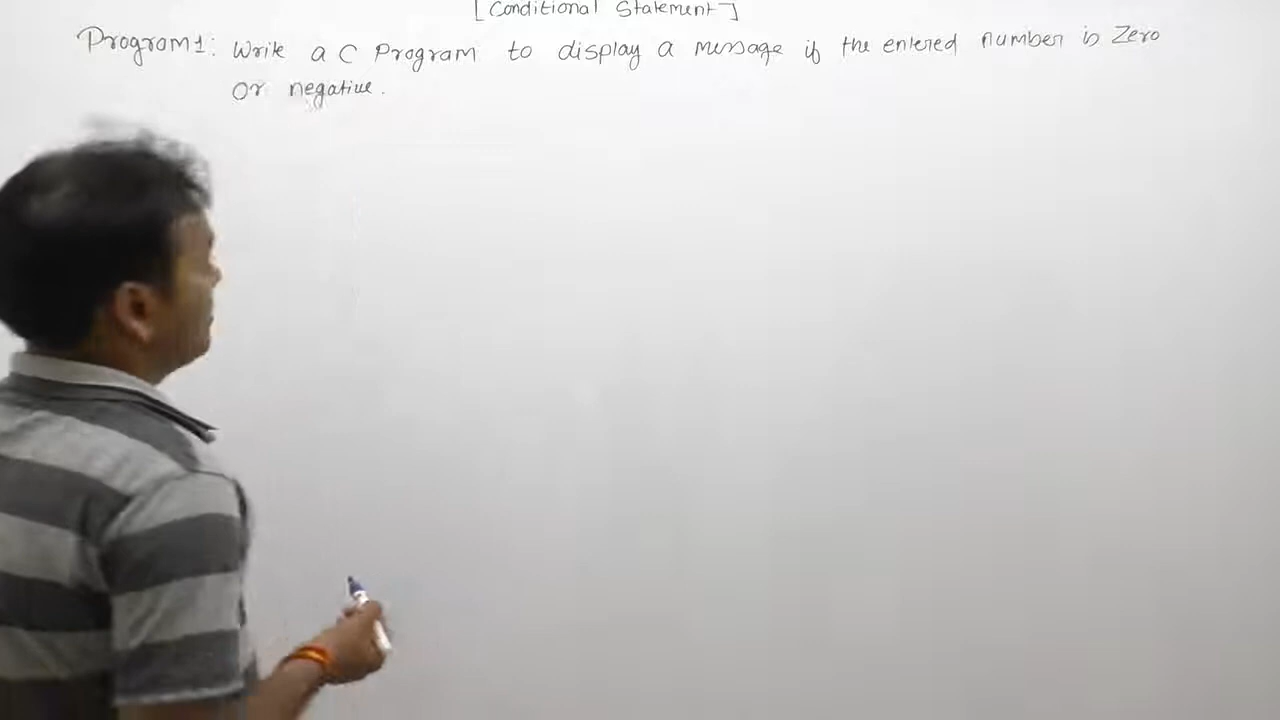 [Conditional Statement]
Program1: Write a C Program to display a message if the entered number is Zero
or negative.